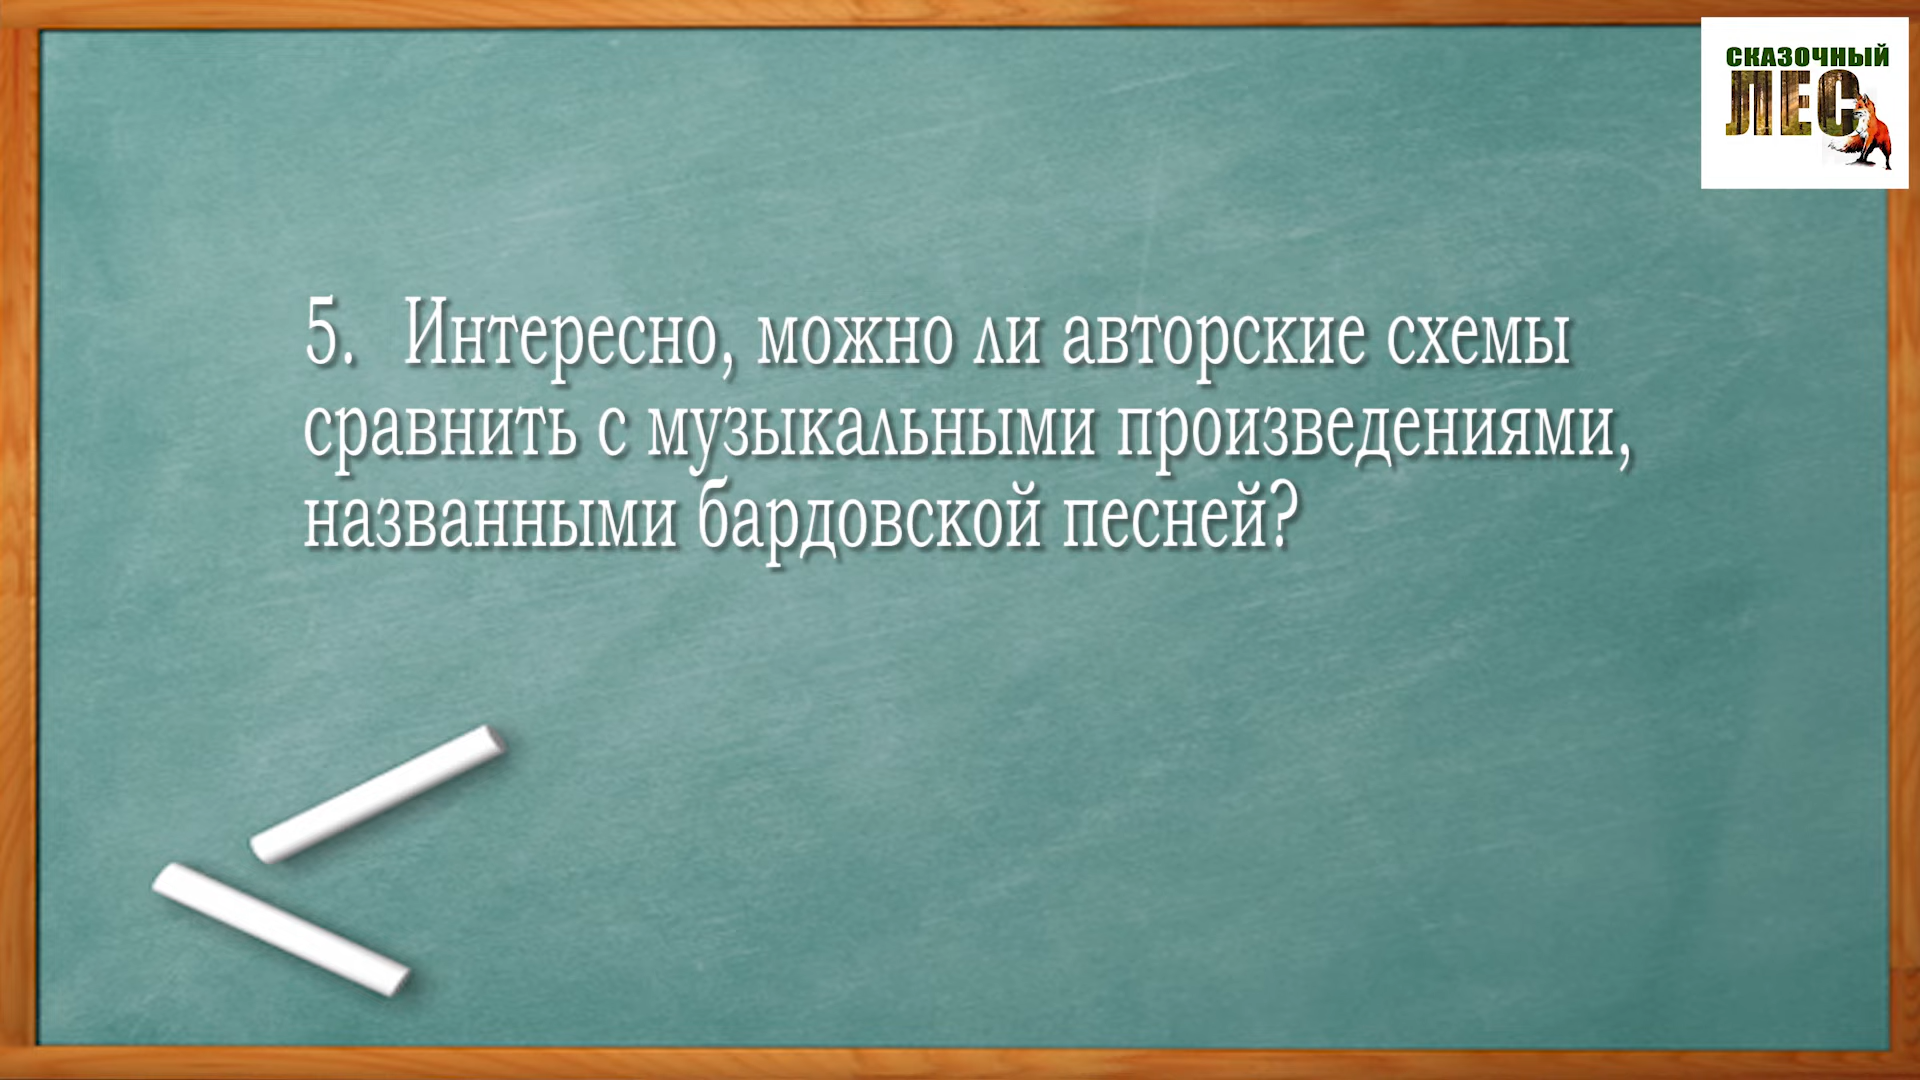 СКАЗОЧНЫЙ
ЛЕС
5. Интересно, можно ли авторские схемы
сравнить с музыкальными произведениями,
названными бардовской песней?